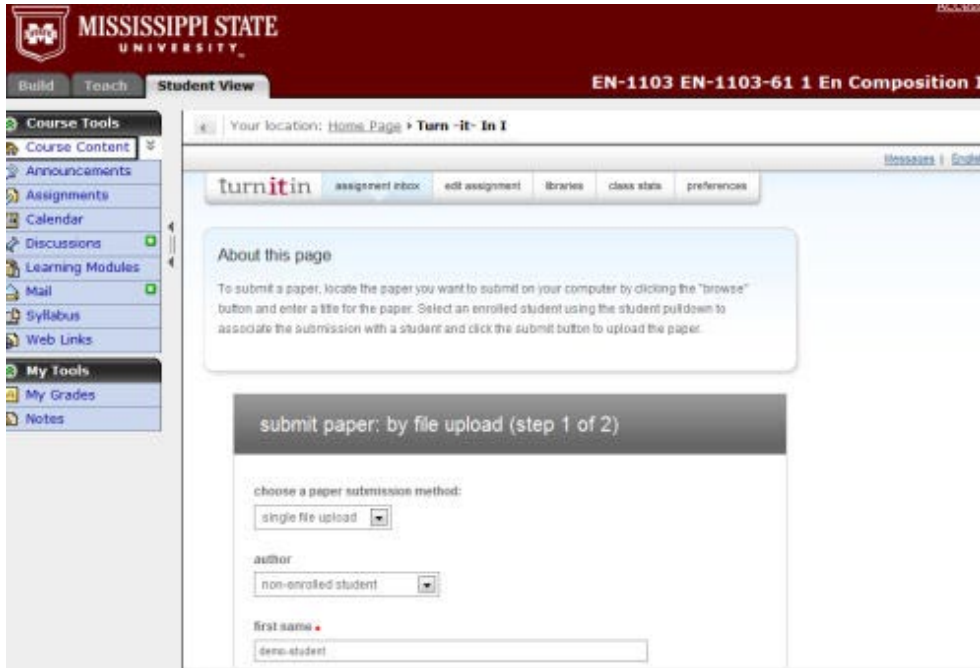 MISSISSIPPI STATE
UNIVERSITY
Build Teach Student View
EN-1103 EN-1103-61 1 En Composition I
Course Tools
Course Content
Announcements
Assignments
Calendar
Discussions
Learning Modules
Mail
Syllabus
Web Links
My Tools
My Grades
Notes
Your location: Home Page Turn -it- In I
Messages |
turnitin assignment inbox edit assignment libraries class stats preferences
About this page
To submit a paper, locate the paper you want to submit on your computer by clicking the "browse"
button and enter a title for the paper. Select an enrolled student using the student pulldown to
associate the submission with a student and click the submit button to upload the paper.
submit paper: by file upload (step 1 of 2)
choose a paper submission method:
single file upload
author
non-enrolled student
first name
demo-student